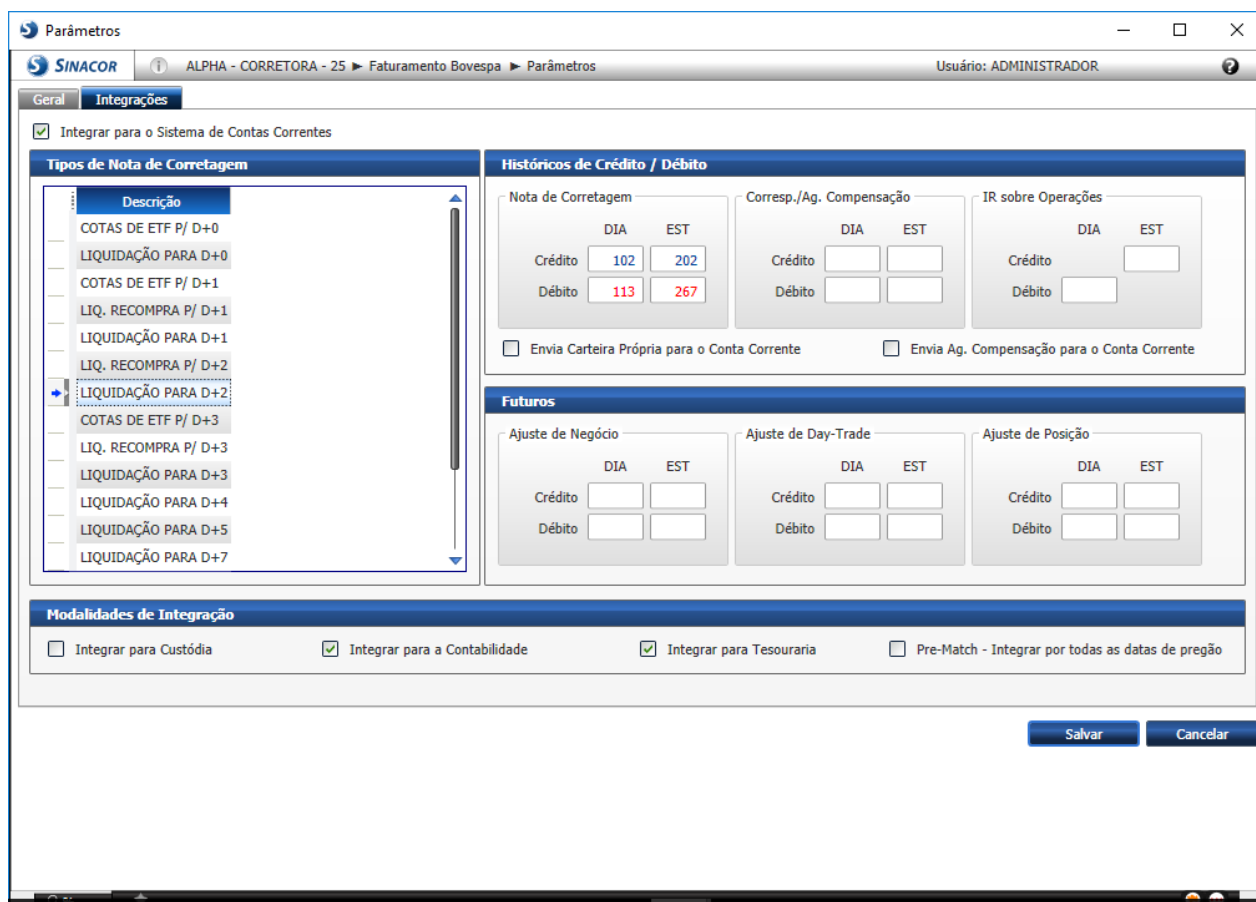 Parâmetros
SINACOR ALPHA - CORRETORA - 25 ► Faturamento Bovespa ► Parâmetros Usuário: ADMINISTRADOR
Geral Integrações
Integrar para o Sistema de Contas Correntes
Tipos de Nota de Corretagem
Descrição
COTAS DE ETF P/ D+0
LIQUIDAÇÃO PARA D+0
COTAS DE ETF P/ D+1
LIQ. RECOMPRA P/ D+1
LIQUIDAÇÃO PARA D+1
LIQ. RECOMPRA P/ D+2
LIQUIDAÇÃO PARA D+2
COTAS DE ETF P/ D+3
LIQ. RECOMPRA P/ D+3
LIQUIDAÇÃO PARA D+3
LIQUIDAÇÃO PARA D+4
LIQUIDAÇÃO PARA D+5
LIQUIDAÇÃO PARA D+7
Históricos de Crédito / Débito
Nota de Corretagem
DIA EST
Crédito 102 202
Débito 113 267
Corresp./Ag. Compensação
DIA EST
Crédito
Débito
IR sobre Operações
DIA EST
Crédito
Débito
Envia Carteira Própria para o Conta Corrente
Envia Ag. Compensação para o Conta Corrente
Futuros
Ajuste de Negócio
DIA EST
Crédito
Débito
Ajuste de Day-Trade
DIA EST
Crédito
Débito
Ajuste de Posição
DIA EST
Crédito
Débito
Modalidades de Integração
Integrar para Custódia
Integrar para a Contabilidade
Integrar para Tesouraria
Pre-Match - Integrar por todas as datas de pregão
Salvar Cancelar